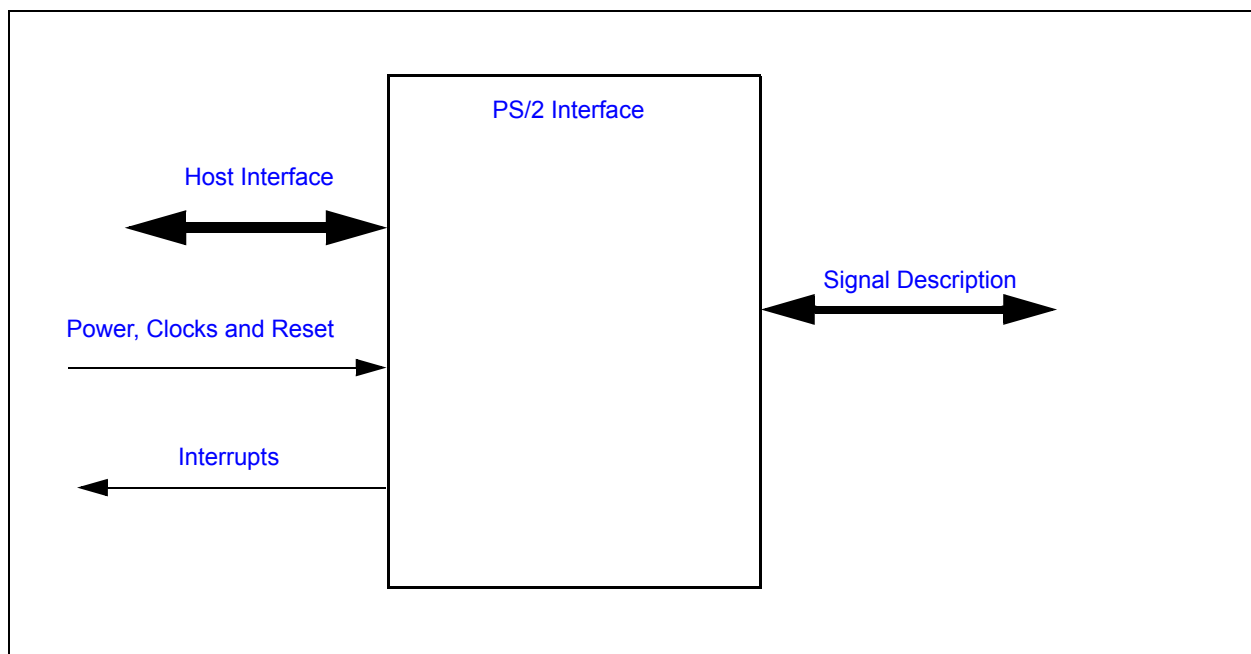 PS/2 Interface
Host Interface
Signal Description
Power, Clocks and Reset
Interrupts